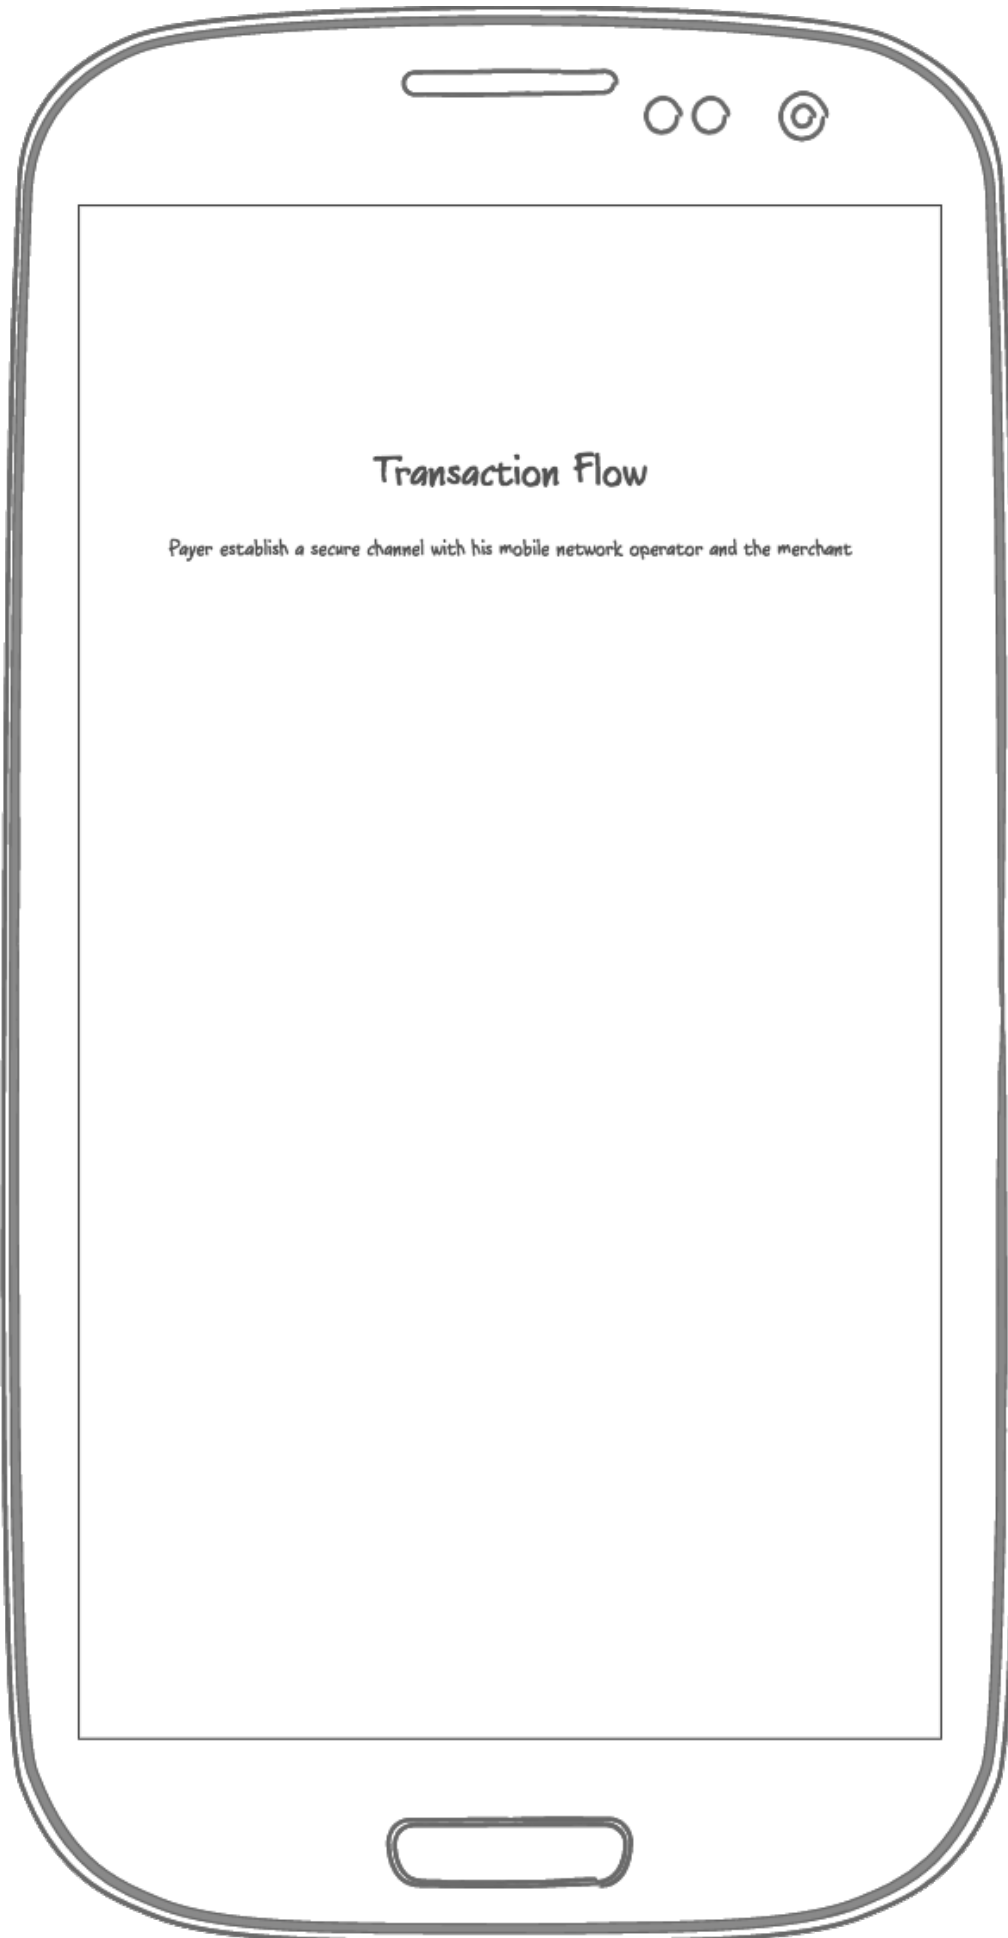 Transaction Flow
Payer establish a secure channel with his mobile network operator and the merchant